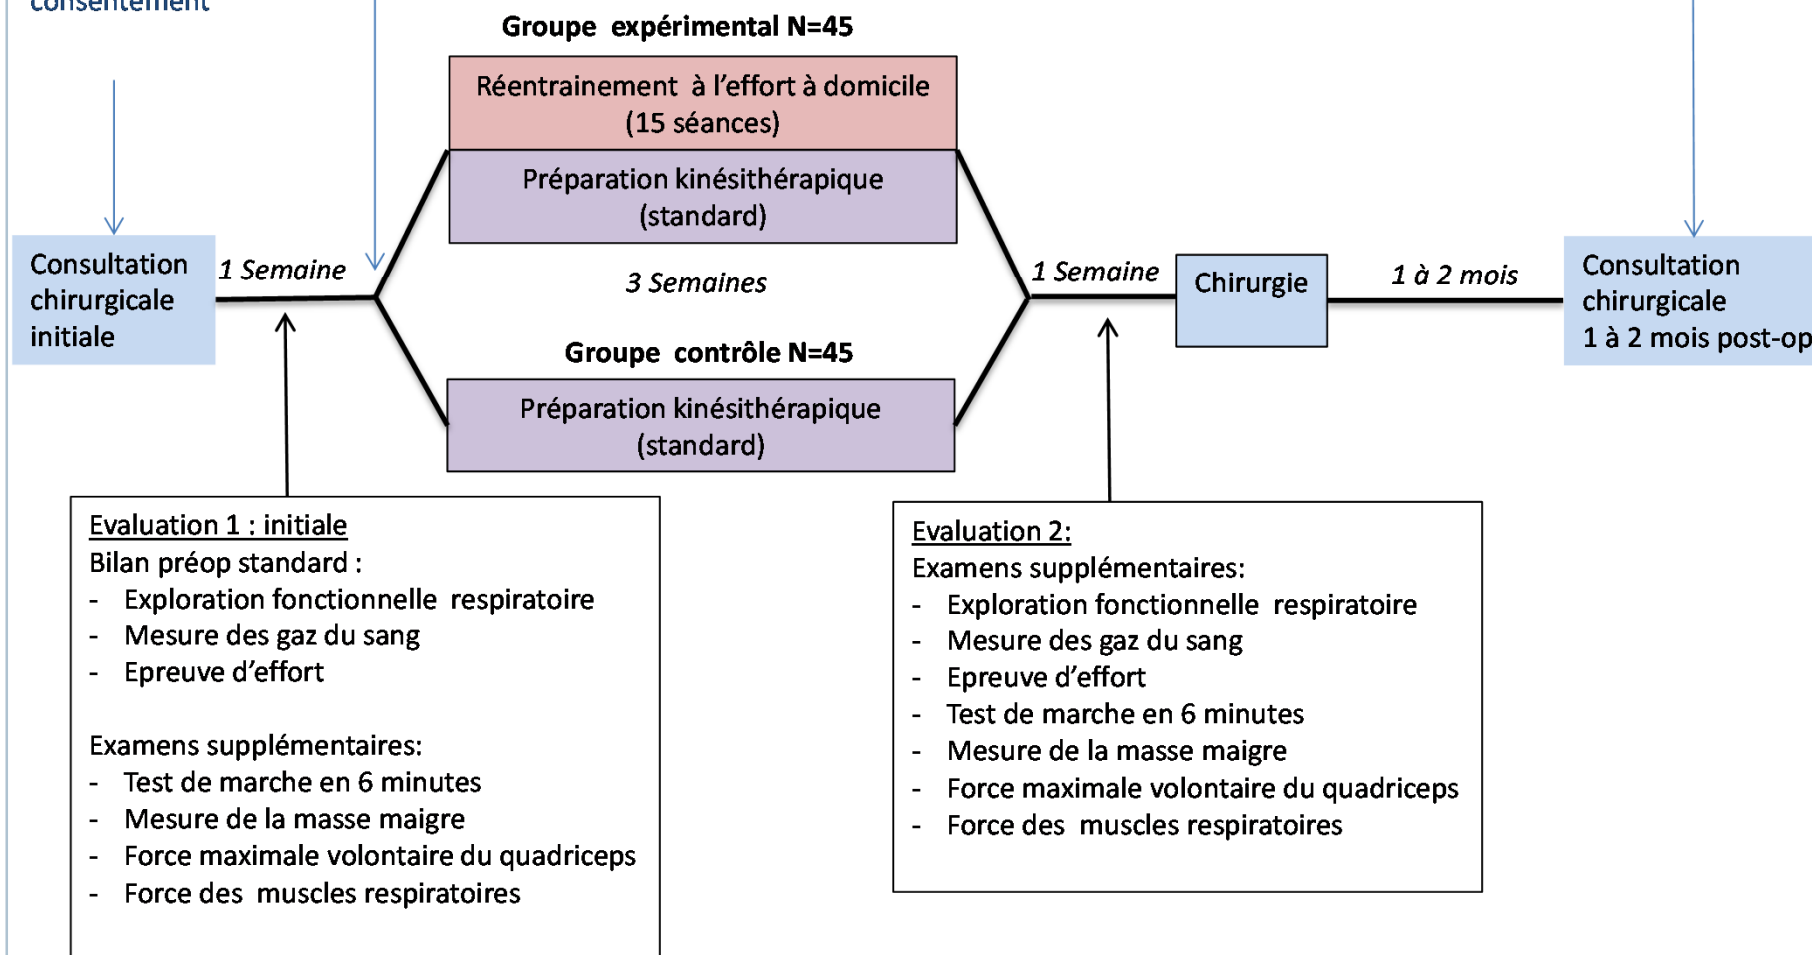 consentement
Groupe expérimental N=45
Réentrainement à l'effort à domicile
(15 séances)
Préparation kinésithérapique
(standard)
Consultation
chirurgicale
initiale
1 Semaine
3 Semaines
1 Semaine
Chirurgie
1 à 2 mois
Consultation
chirurgicale
1 à 2 mois post-op
Groupe contrôle N=45
Préparation kinésithérapique
(standard)
Evaluation 1 : initiale
Bilan préop standard :
- Exploration fonctionnelle respiratoire
- Mesure des gaz du sang
- Epreuve d'effort
Examens supplémentaires:
- Test de marche en 6 minutes
- Mesure de la masse maigre
- Force maximale volontaire du quadriceps
- Force des muscles respiratoires
Evaluation 2:
Examens supplémentaires:
- Exploration fonctionnelle respiratoire
- Mesure des gaz du sang
- Epreuve d'effort
- Test de marche en 6 minutes
- Mesure de la masse maigre
- Force maximale volontaire du quadriceps
- Force des muscles respiratoires